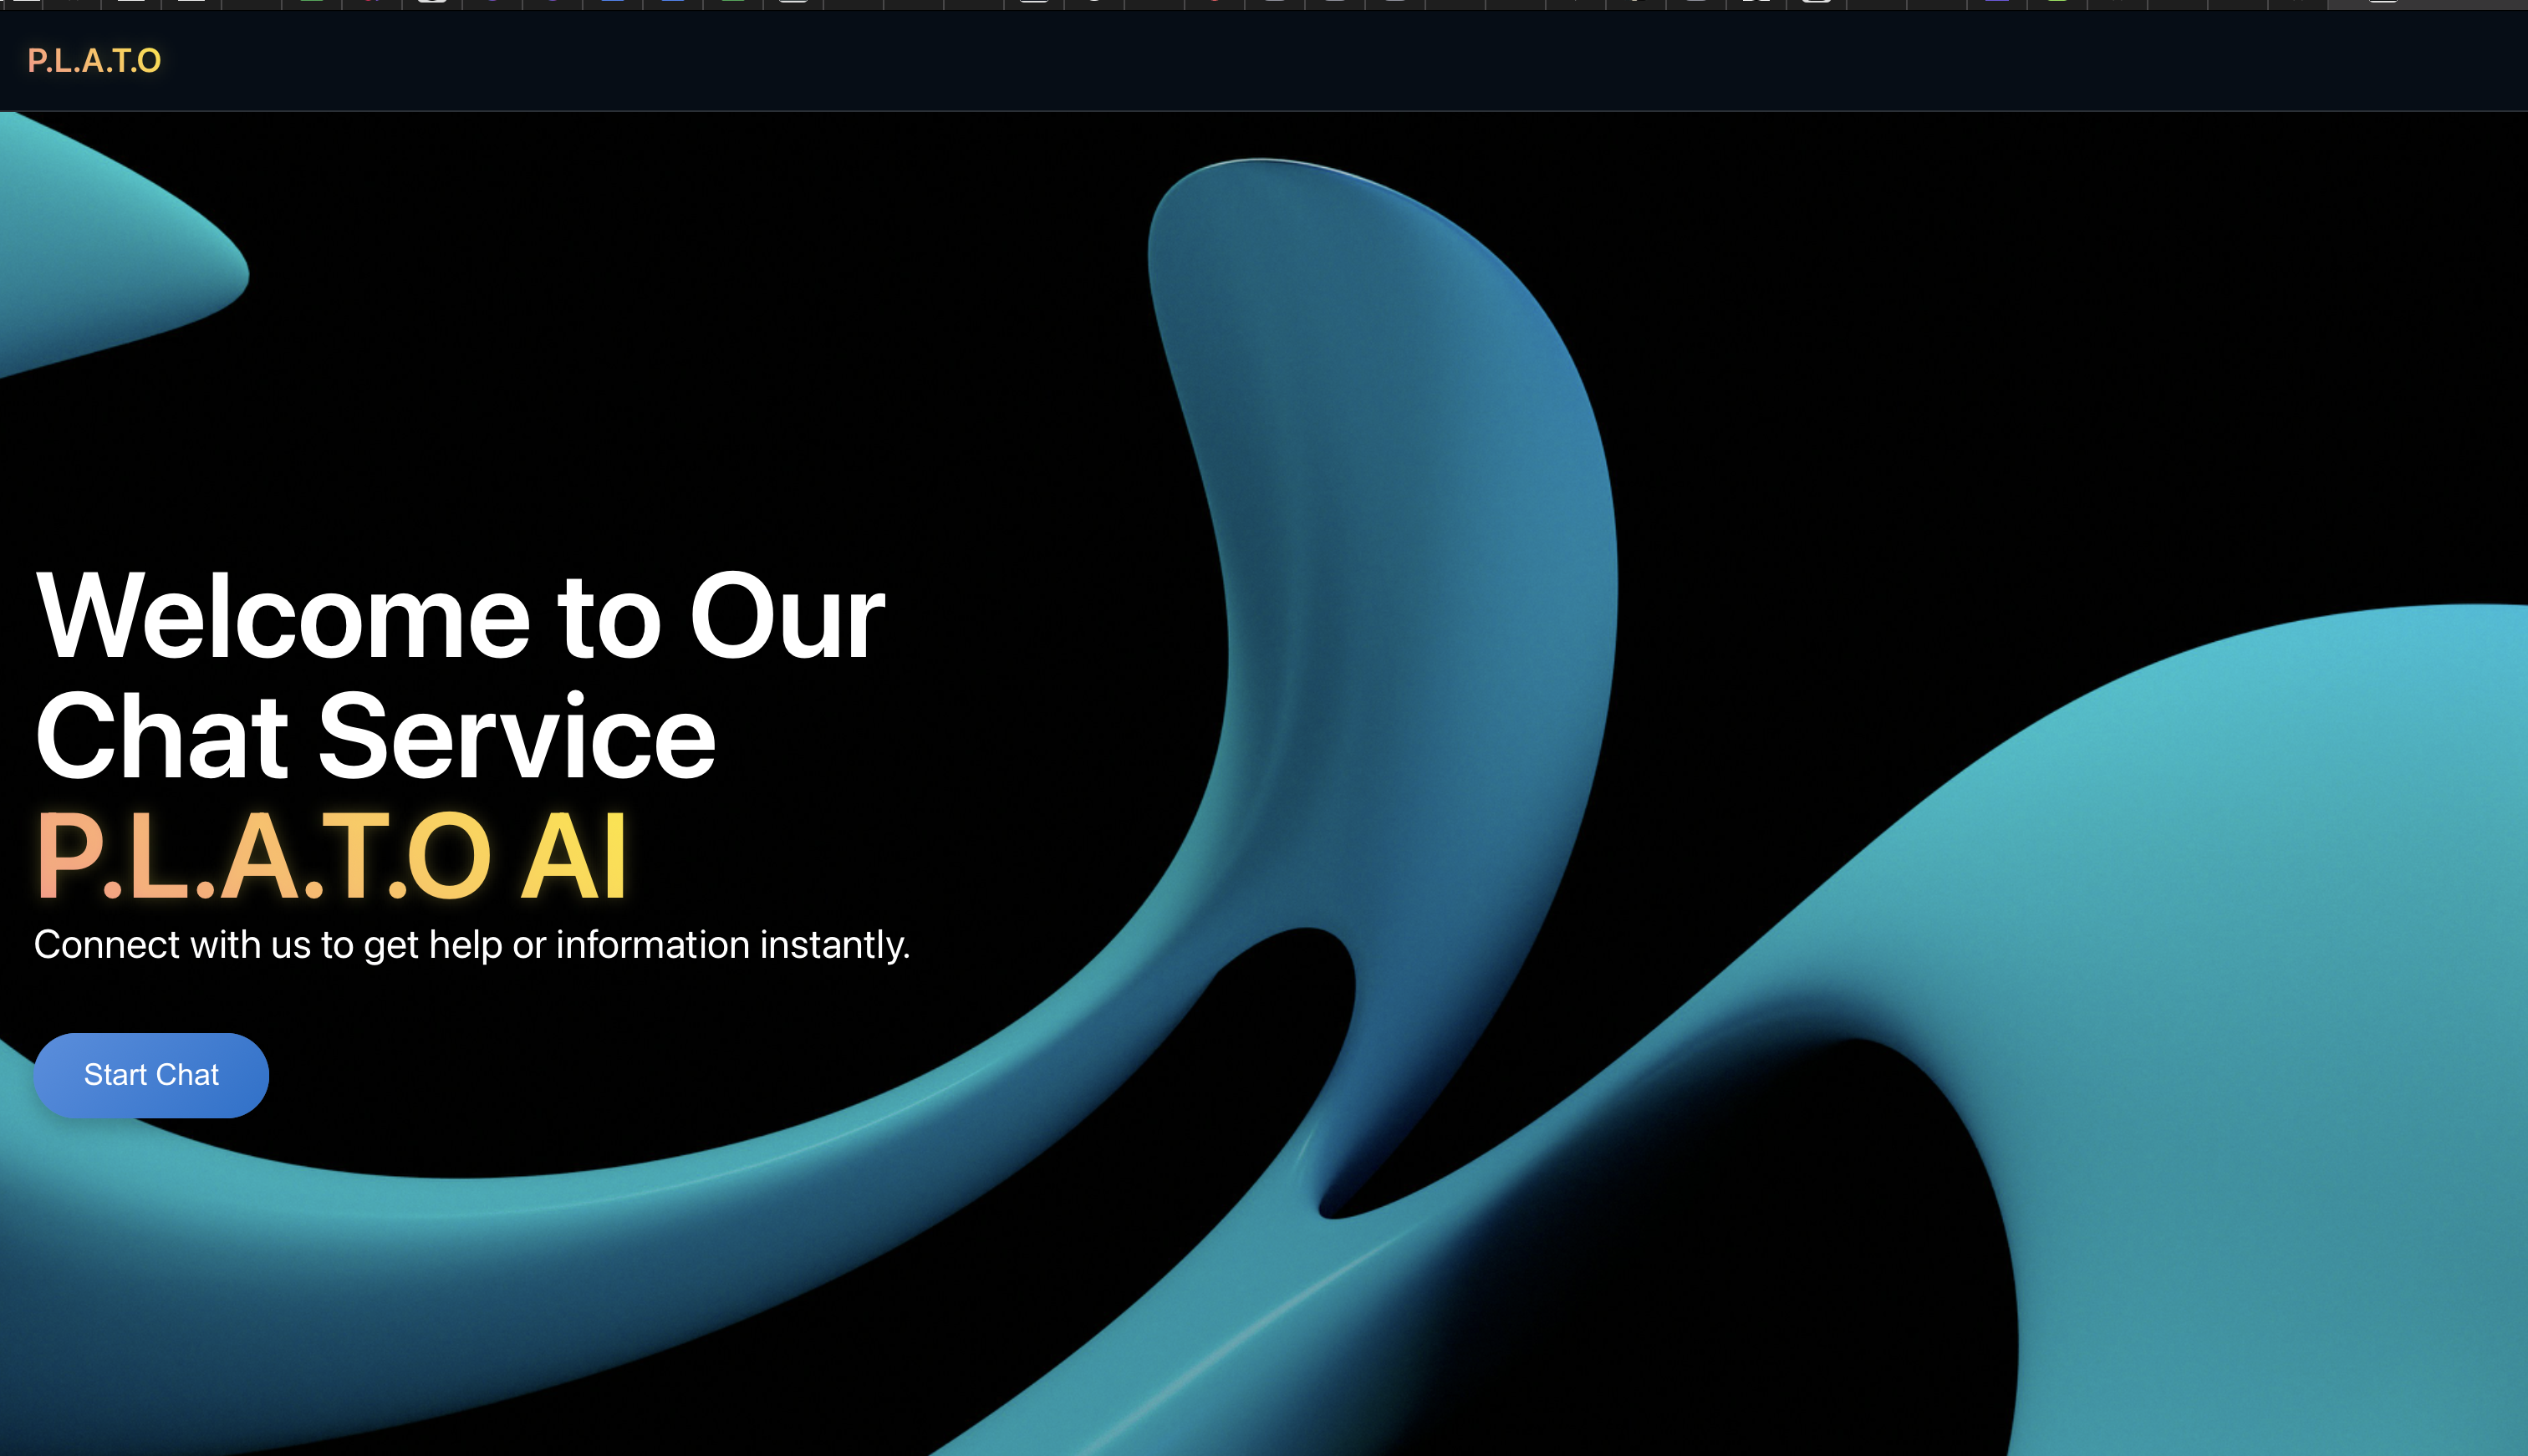 P.L.A.T.O
Welcome to Our
Chat Service
P.L.A.T.O AI
Connect with us to get help or information instantly.
Start Chat